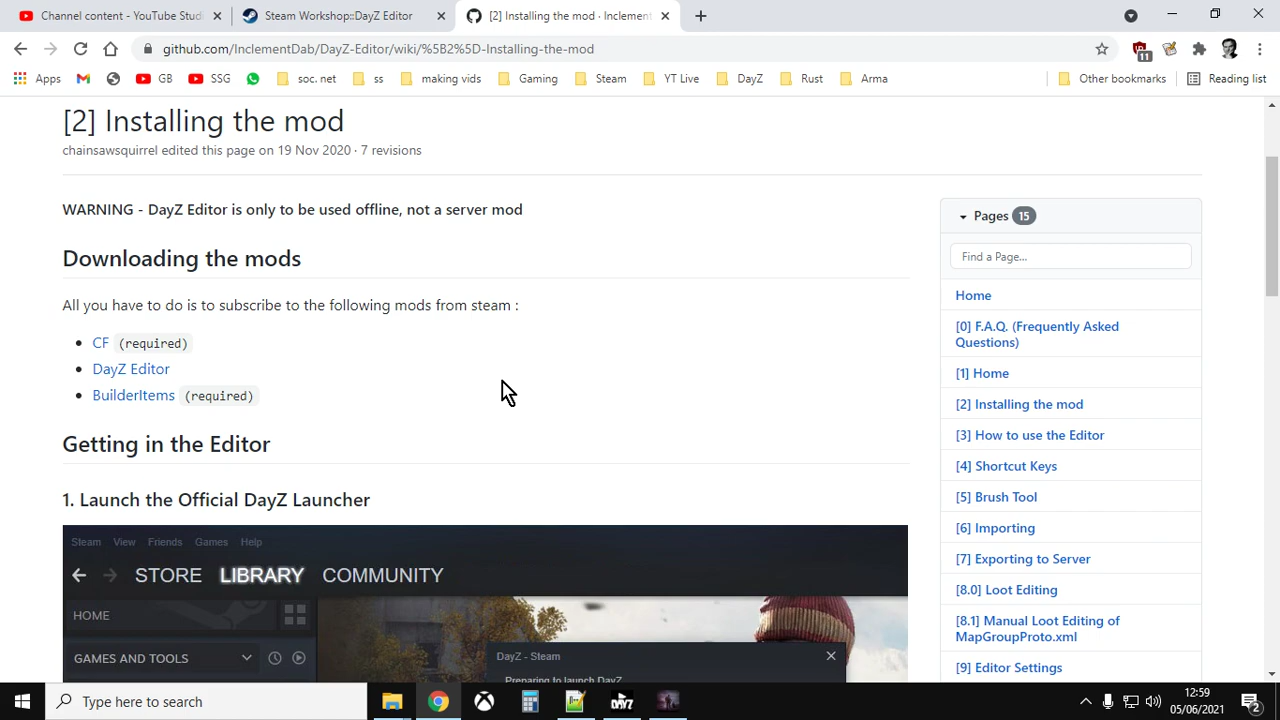 Channel content - YouTube Stud
Steam Workshop::DayZ Editor
[2] Installing the mod · Inclement
github.com/InclementDab/DayZ-Editor/wiki/%5B2%5D-Installing-the-mod
11
Apps
GB
SSG
soc. net
ss
making vids
Gaming
Steam
YT Live
DayZ
Rust
Arma
Other bookmarks
Reading list
[2] Installing the mod
chainsawsquirrel edited this page on 19 Nov 2020 · 7 revisions
WARNING - DayZ Editor is only to be used offline, not a server mod
Downloading the mods
All you have to do is to subscribe to the following mods from steam :
CF (required)
DayZ Editor
BuilderItems (required)
Getting in the Editor
1. Launch the Official DayZ Launcher
Steam View Friends Games Help
STORE LIBRARY COMMUNITY
HOME
GAMES AND TOOLS
DayZ - Steam
Preparing to launch DayZ
Pages 15
Find a Page...
Home
[0] F.A.Q. (Frequently Asked
Questions)
[1] Home
[2] Installing the mod
[3] How to use the Editor
[4] Shortcut Keys
[5] Brush Tool
[6] Importing
[7] Exporting to Server
[8.0] Loot Editing
[8.1] Manual Loot Editing of
MapGroupProto.xml
[9] Editor Settings
Type here to search
DAYZ
12:59
05/06/2021
2